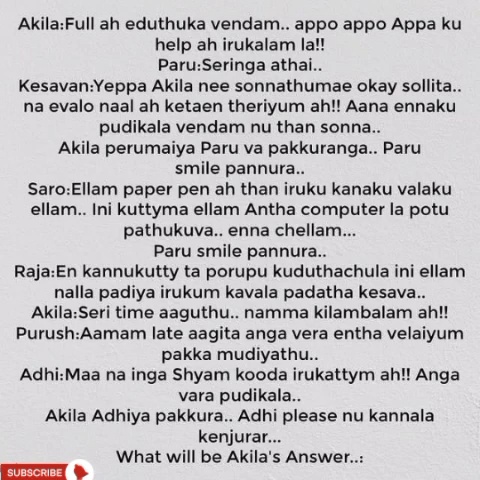 Akila:Full ah eduthuka vendam.. appo appo Appa ku
help ah irukalam la!!
Paru:Seringa athai..
Kesavan:Yeppa Akila nee sonnathumae okay sollita..
na evalo naal ah ketaen theriyum ah!! Aana ennaku
pudikala vendam nu than sonna..
Akila perumaiya Paru va pakkuranga.. Paru
smile pannura..
Saro:Ellam paper pen ah than iruku kanaku valaku
ellam.. Ini kuttyma ellam Antha computer la potu
pathukuva.. enna chellam...
Paru smile pannura..
Raja:En kannukutty ta porupu kuduthachula ini ellam
nalla padiya irukum kavala padatha kesava..
Akila:Seri time aaguthu.. namma kilambalam ah!!
Purush:Aamam late aagita anga vera entha velaiyum
pakka mudiyathu..
Adhi:Maa na inga Shyam kooda irukattym ah!! Anga
vara pudikala..
Akila Adhiya pakkura.. Adhi please nu kannala
kenjurar...
What will be Akila's Answer..:
SUBSCRIBE